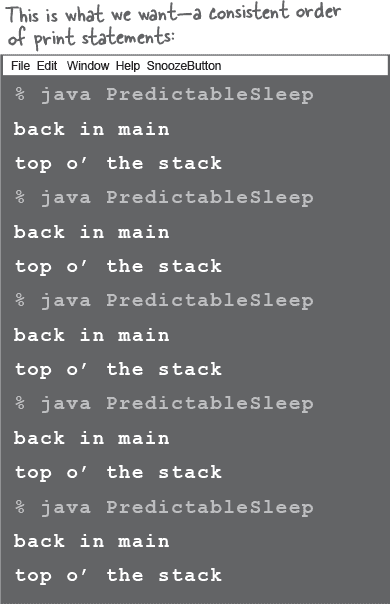 This is what we want—a consistent order
of print statements:
File Edit Window Help SnoozeButton
% java PredictableSleep
back in main
top o’ the stack
% java PredictableSleep
back in main
top o’ the stack
% java PredictableSleep
back in main
top o’ the stack
% java PredictableSleep
back in main
top o’ the stack
% java PredictableSleep
back in main
top o’ the stack